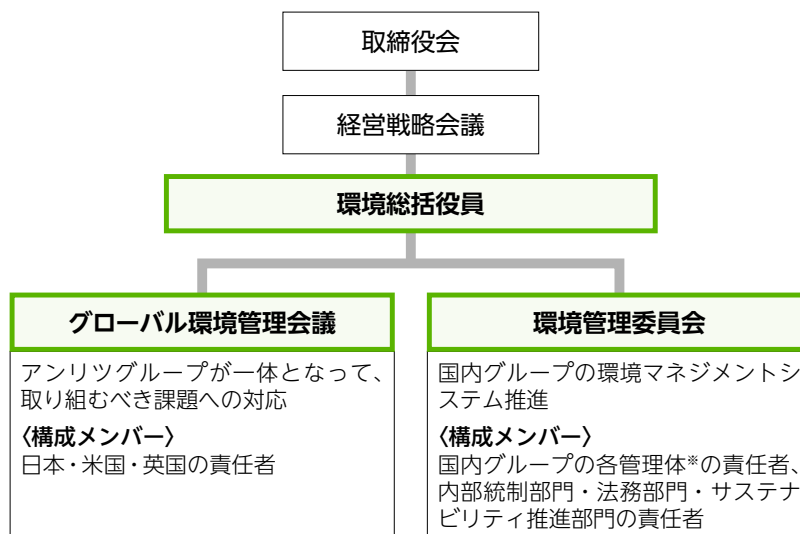 取締役会
経営戦略会議
環境総括役員
グローバル環境管理会議
アンリツグループが一体となって、
取り組むべき課題への対応
〈構成メンバー〉
日本・米国・英国の責任者
環境管理委員会
国内グループの環境マネジメントシ
ステム推進
〈構成メンバー〉
国内グループの各管理体※の責任者、
内部統制部門・法務部門・サステナ
ビリティ推進部門の責任者